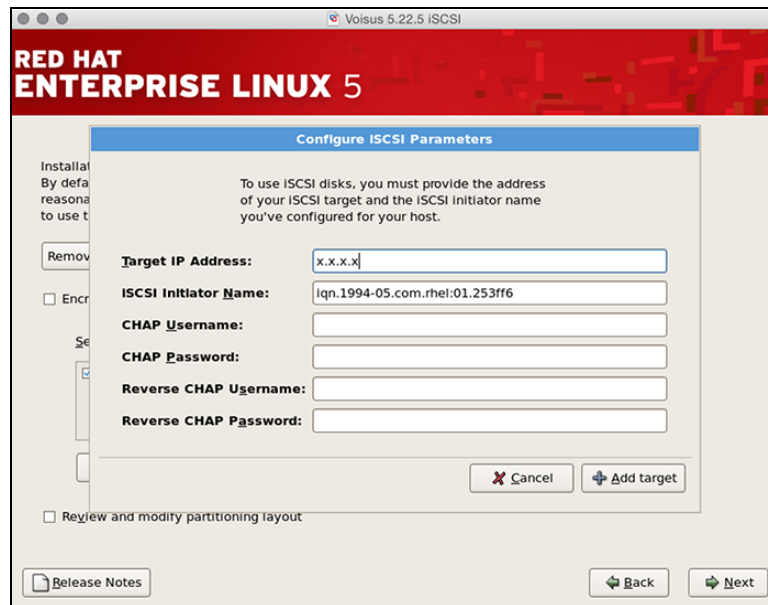 Voisus 5.22.5 iSCSI
RED HAT
ENTERPRISE LINUX 5
Configure iSCSI Parameters
Installat
By defa
reasona
to use t
To use iSCSI disks, you must provide the address
of your iSCSI target and the iSCSI initiator name
you've configured for your host.
Remov
Target IP Address:
x.x.x.x
iSCSI Initiator Name:
iqn.1994-05.com.rhel:01.253ff6
Encr
CHAP Username:
Se
CHAP Password:
Reverse CHAP Username:
Reverse CHAP Password:
Cancel
Add target
Review and modify partitioning layout
Release Notes
Back
Next